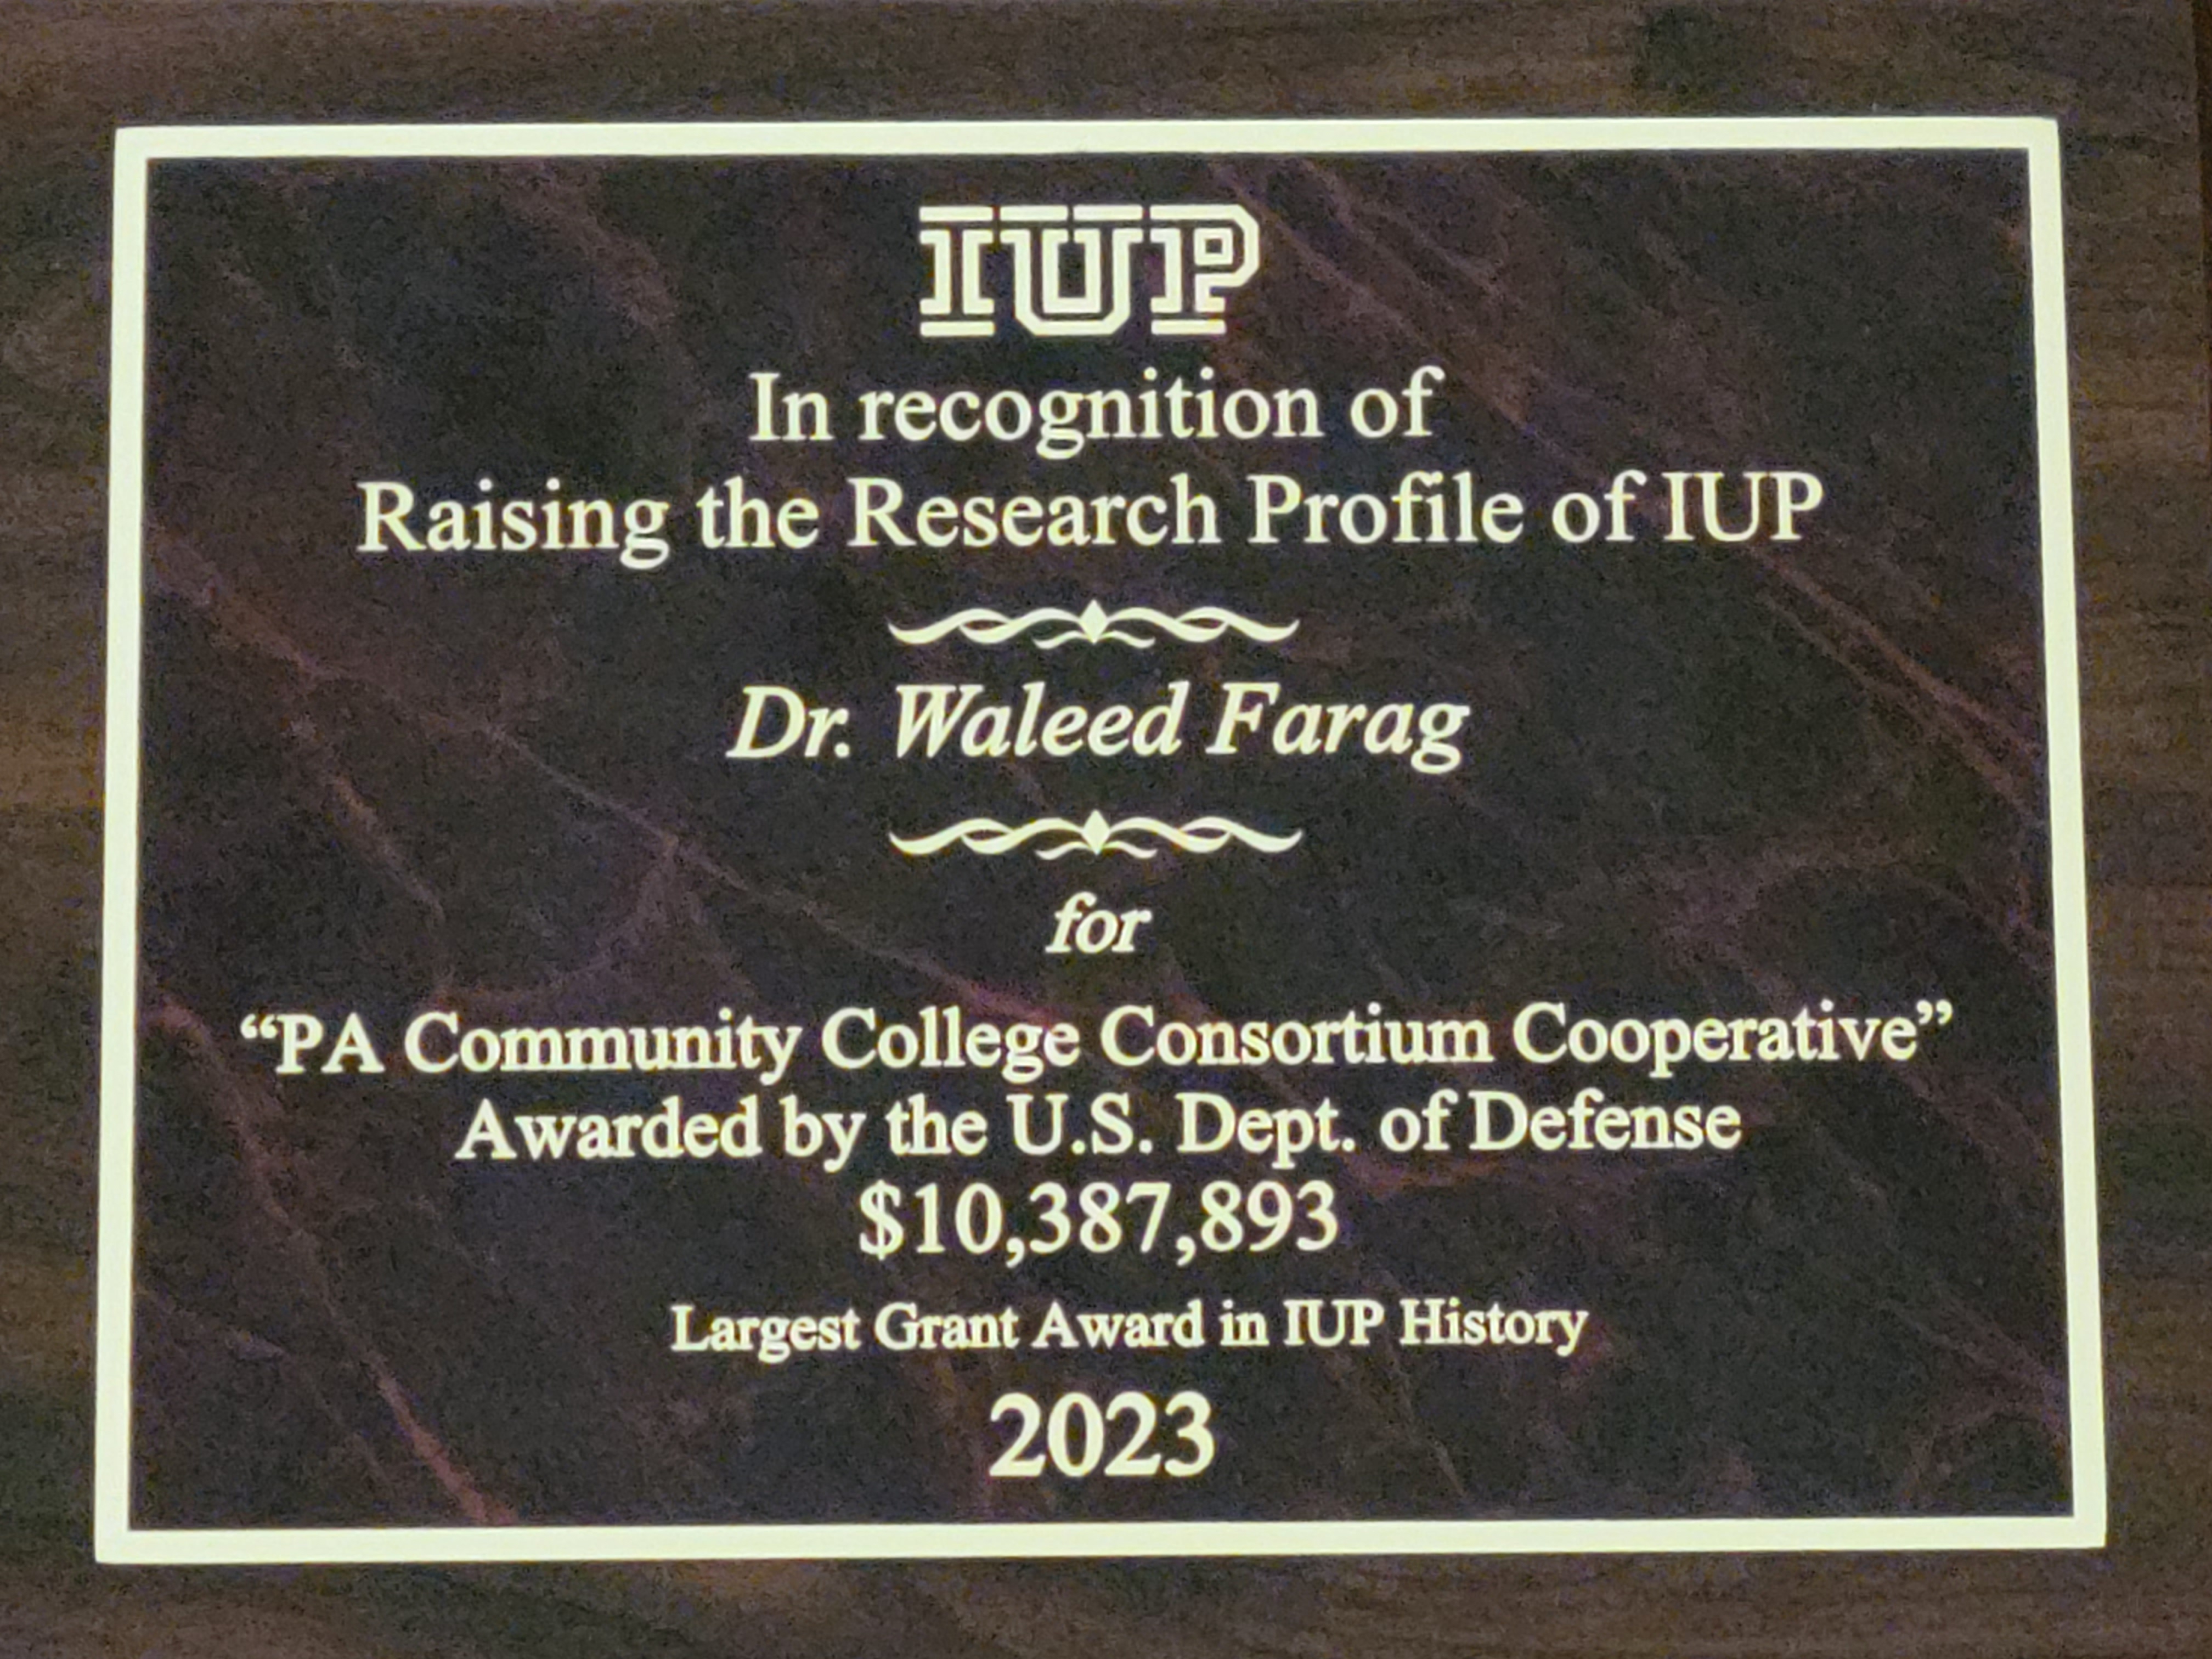 IUP
In recognition of
Raising the Research Profile of IUP
Dr. Waleed Farag
for
“PA Community College Consortium Cooperative”
Awarded by the U.S. Dept. of Defense
$10,387,893
Largest Grant Award in IUP History
2023